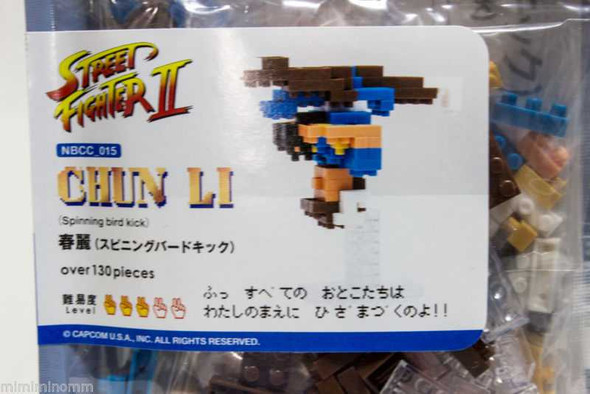 STREET
FIGHTER II
NBCC_015
CHUN LI
(Spinning bird kick)
春麗(スピニングバードキック)
over130pieces
難易度
Level
ふっ すべての おとこたちは
わたしのまえに ひざまづくのよ!!
© CAPCOM U.S.A., INC. ALL RIGHTS RESERVED.
mimiminomm